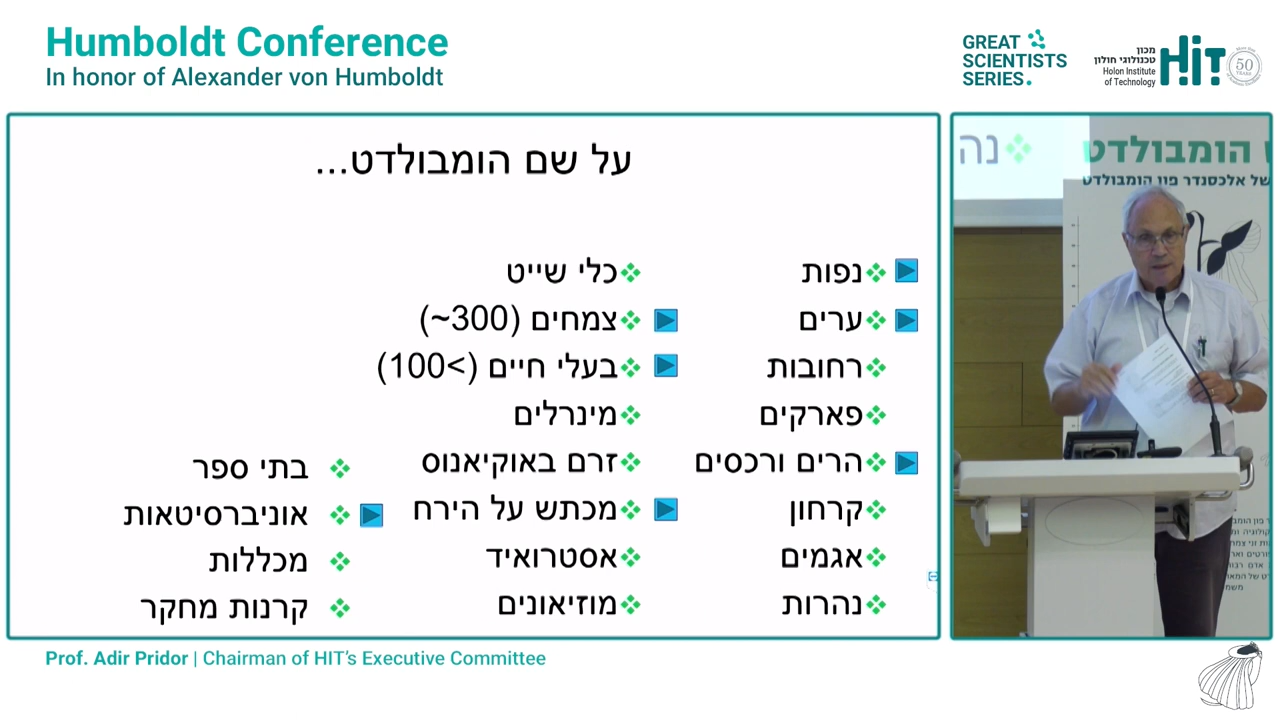 Humboldt Conference
In honor of Alexander von Humboldt
GREAT
SCIENTISTS
SERIES.
מכון
טכנולוגי חולון
Holon Institute
of Technology
HiT
50
YEARS
על שם הומבולדט...
נפות
ערים
רחובות
פארקים
הרים ורכסים
קרחון
אגמים
נהרות
כלי שייט
צמחים (~300)
בעלי חיים (>100)
מינרלים
זרם באוקיאנוס
מכתש על הירח
אסטרואיד
מוזיאונים
בתי ספר
אוניברסיטאות
מכללות
קרנות מחקר
נה
הומבולדט
של אלכסנדר פון הומבולדט
Prof. Adir Pridor | Chairman of HIT's Executive Committee